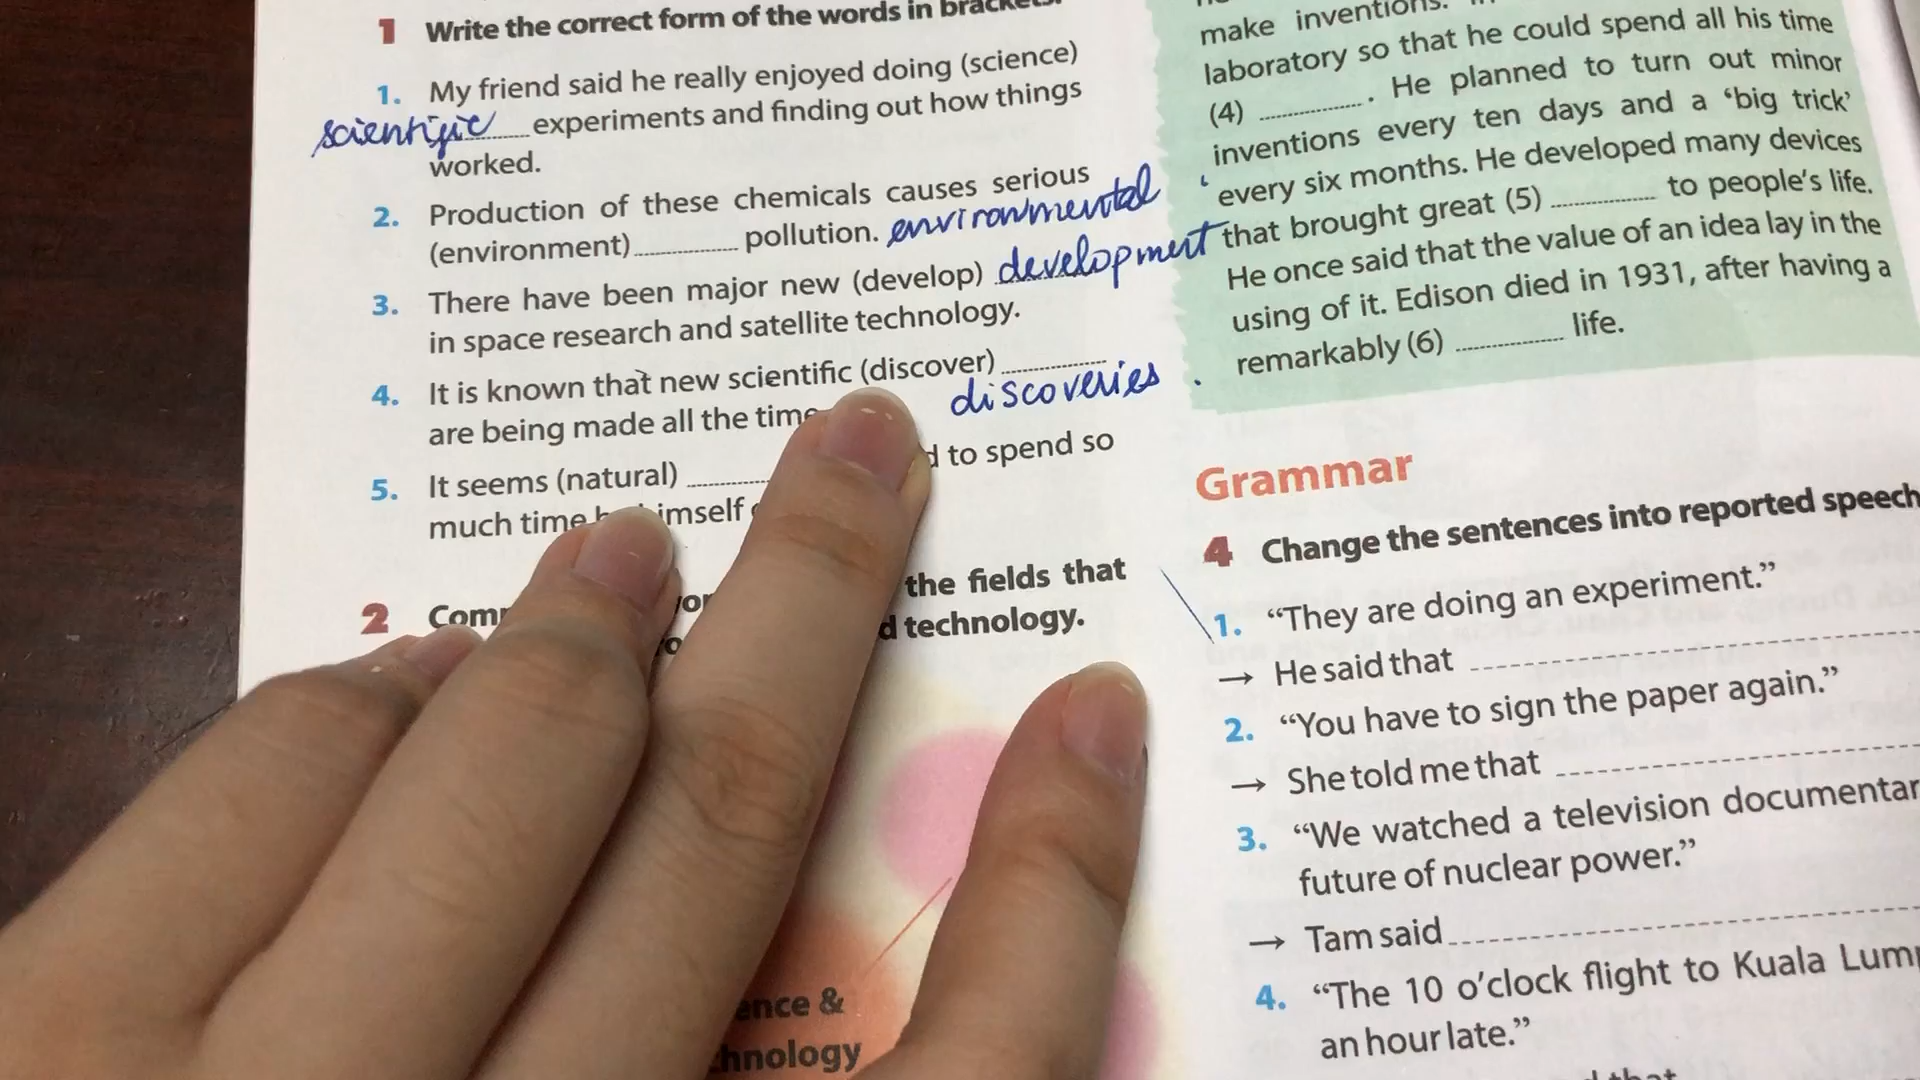 1 Write the correct form of the words in brackets.
1. My friend said he really enjoyed doing (science)
scientific experiments and finding out how things
worked.
2. Production of these chemicals causes serious
(environment) pollution. environmental
3. There have been major new (develop) development
in space research and satellite technology.
4. It is known that new scientific (discover)
discoveries
are being made all the time
5. It seems (natural) to spend so
much time imself
2 the fields that
technology.
ence &
hnology
make inventions.
laboratory so that he could spend all his time
(4) . He planned to turn out minor
inventions every ten days and a ‘big trick’
every six months. He developed many devices
that brought great (5) to people’s life.
He once said that the value of an idea lay in the
using of it. Edison died in 1931, after having a
remarkably (6) life.
Grammar
4 Change the sentences into reported speech
1. “They are doing an experiment.”
→ He said that
2. “You have to sign the paper again.”
→ She told me that
3. “We watched a television documentar
future of nuclear power.”
→ Tam said
4. “The 10 o’clock flight to Kuala Lump
an hour late.”